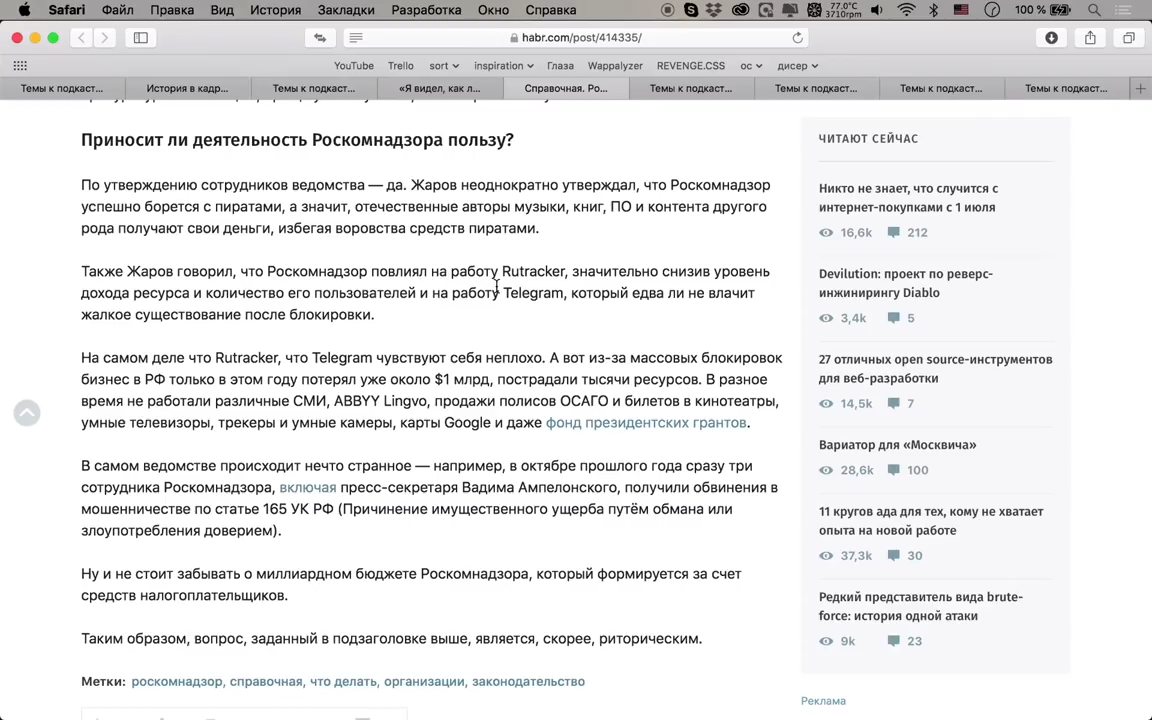 Safari Файл Правка Вид История Закладки Разработка Окно Справка 77.0°C 3710rpm 100 %
habr.com/post/414335/
YouTube Trello sort inspiration Глаза Wappalyzer REVENGE.CSS ос дисер
Темы к подкаст... История в кадр... Темы к подкаст... «Я видел, как л... Справочная. Ро... Темы к подкаст... Темы к подкаст... Темы к подкаст... Темы к подкаст...
Приносит ли деятельность Роскомнадзора пользу?
По утверждению сотрудников ведомства — да. Жаров неоднократно утверждал, что Роскомнадзор
успешно борется с пиратами, а значит, отечественные авторы музыки, книг, ПО и контента другого
рода получают свои деньги, избегая воровства средств пиратами.
Также Жаров говорил, что Роскомнадзор повлиял на работу Rutracker, значительно снизив уровень
дохода ресурса и количество его пользователей и на работу Telegram, который едва ли не влачит
жалкое существование после блокировки.
На самом деле что Rutracker, что Telegram чувствуют себя неплохо. А вот из-за массовых блокировок
бизнес в РФ только в этом году потерял уже около $1 млрд, пострадали тысячи ресурсов. В разное
время не работали различные СМИ, ABBYY Lingvo, продажи полисов ОСАГО и билетов в кинотеатры,
умные телевизоры, трекеры и умные камеры, карты Google и даже фонд президентских грантов.
В самом ведомстве происходит нечто странное — например, в октябре прошлого года сразу три
сотрудника Роскомнадзора, включая пресс-секретаря Вадима Ампелонского, получили обвинения в
мошенничестве по статье 165 УК РФ (Причинение имущественного ущерба путём обмана или
злоупотребления доверием).
Ну и не стоит забывать о миллиардном бюджете Роскомнадзора, который формируется за счет
средств налогоплательщиков.
Таким образом, вопрос, заданный в подзаголовке выше, является, скорее, риторическим.
Метки: роскомнадзор, справочная, что делать, организации, законодательство
ЧИТАЮТ СЕЙЧАС
Никто не знает, что случится с
интернет-покупками с 1 июля
16,6k 212
Devilution: проект по реверс-
инжинирингу Diablo
3,4k 5
27 отличных open source-инструментов
для веб-разработки
14,5k 7
Вариатор для «Москвича»
28,6k 100
11 кругов ада для тех, кому не хватает
опыта на новой работе
37,3k 30
Редкий представитель вида brute-
force: история одной атаки
9k 23
Реклама